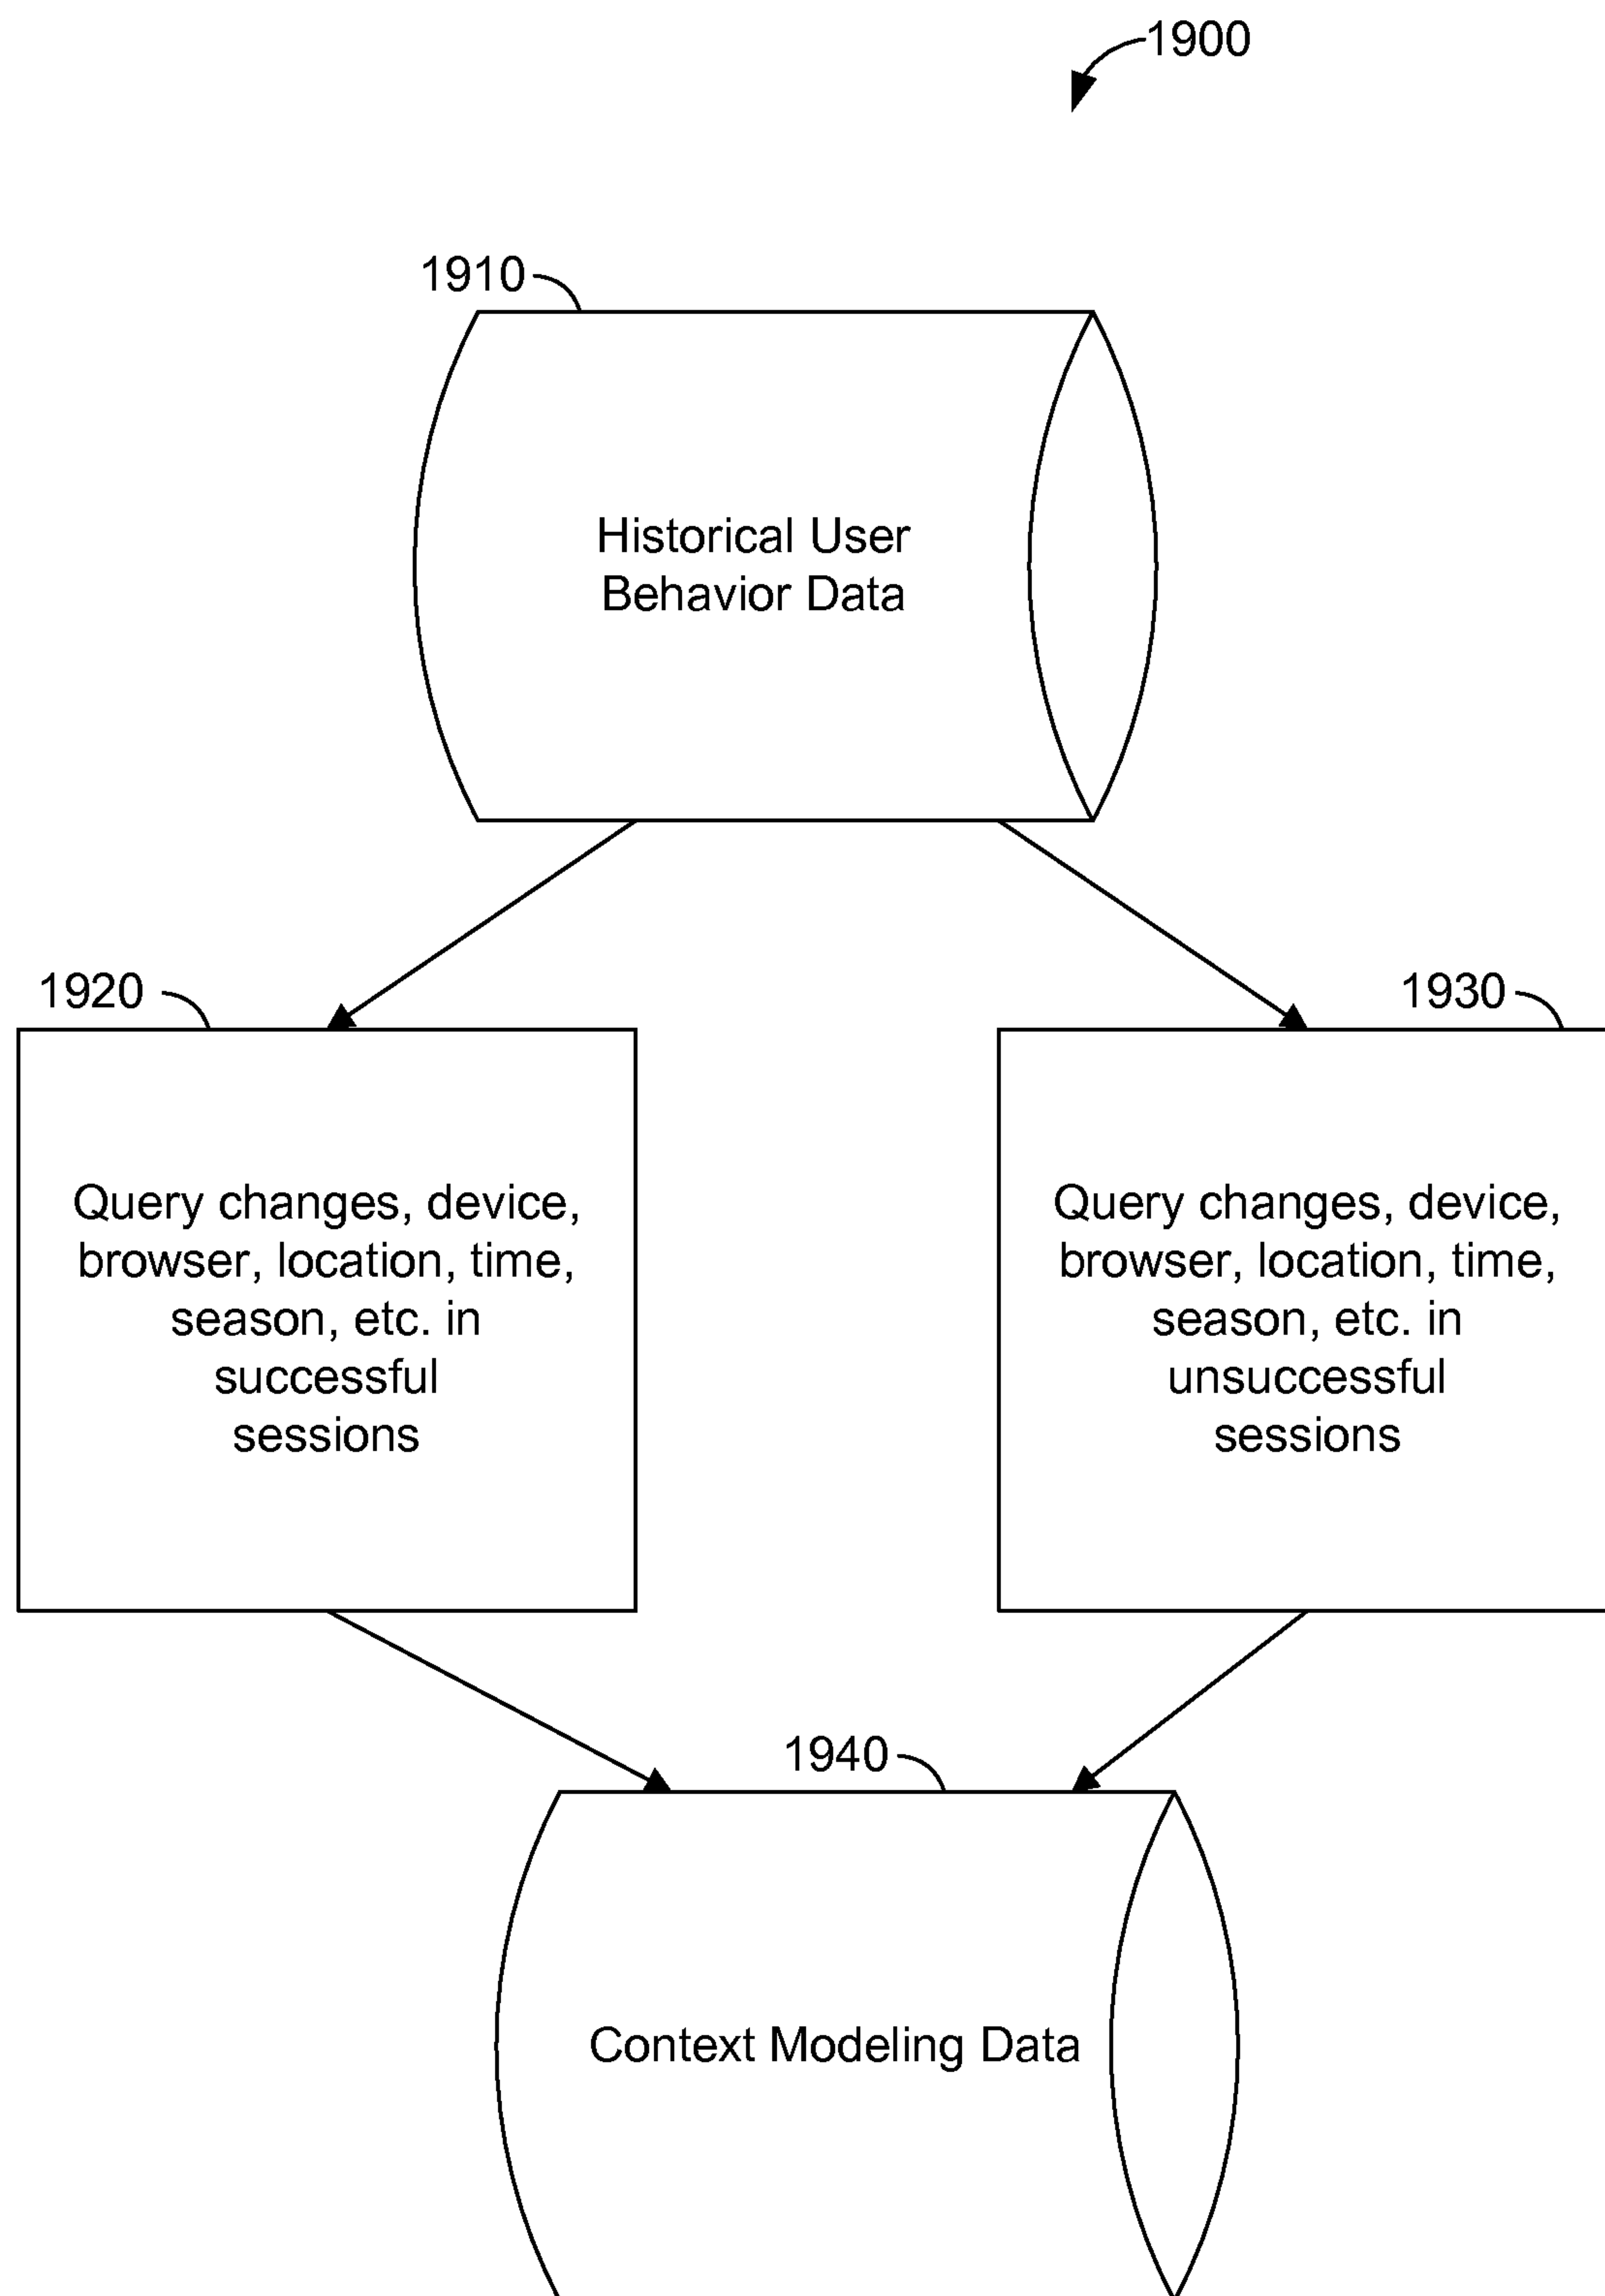 1900
1910
Historical User
Behavior Data
1920
Query changes, device,
browser, location, time,
season, etc. in
successful
sessions
1930
Query changes, device,
browser, location, time,
season, etc. in
unsuccessful
sessions
1940
Context Modeling Data